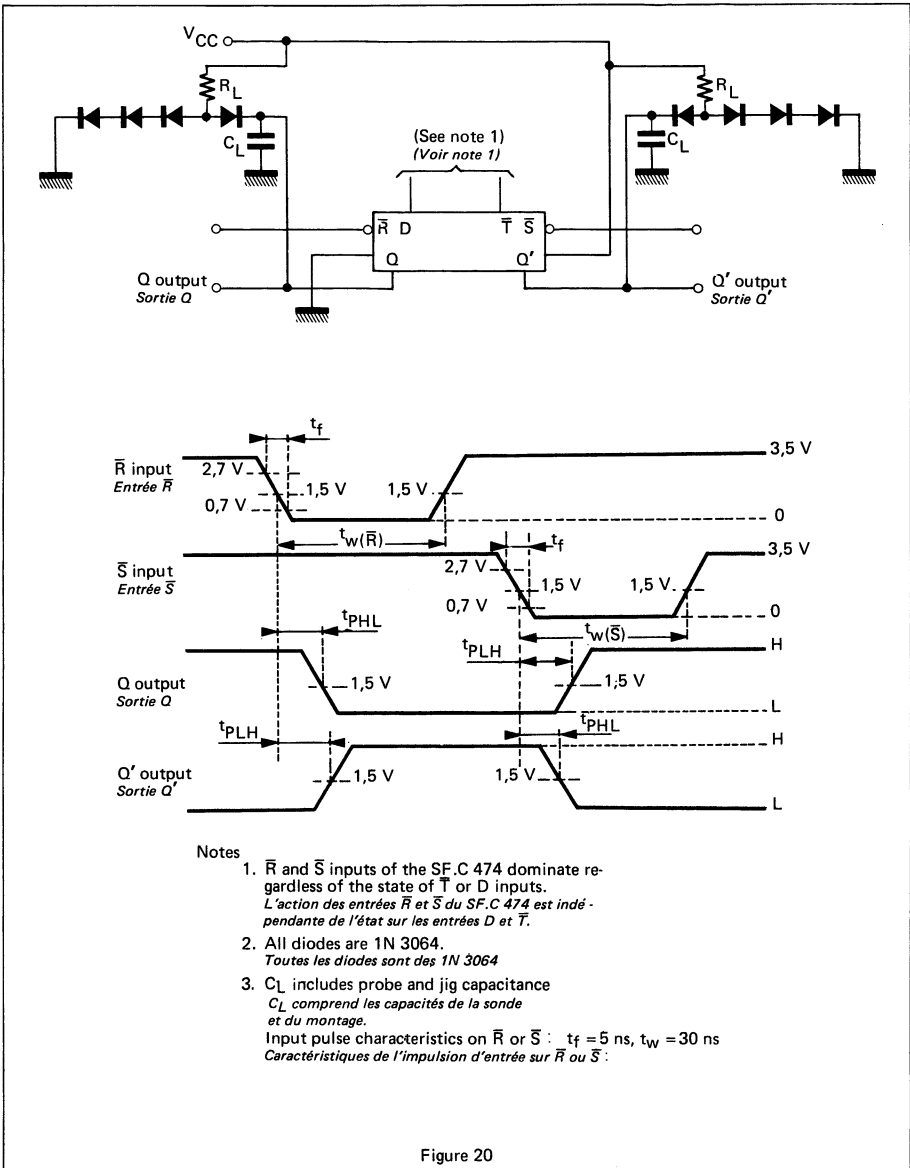 VCC
RL
RL
CL
CL
(See note 1)
(Voir note 1)
R̅ D T̅ S̅
Q Q′
Q output
Sortie Q
Q′ output
Sortie Q′
tf
R̅ input
Entrée R̅
2,7 V
1,5 V
1,5 V
0,7 V
3,5 V
0
tw(R̅)
tf
S̅ input
Entrée S̅
2,7 V
1,5 V
1,5 V
0,7 V
3,5 V
0
tw(S̅)
tPHL
tPLH
H
Q output
Sortie Q
1,5 V
1,5 V
L
tPLH
tPHL
H
Q′ output
Sortie Q′
1,5 V
1,5 V
L
Notes
1. R̅ and S̅ inputs of the SF.C 474 dominate re-
gardless of the state of T̅ or D inputs.
L'action des entrées R̅ et S̅ du SF.C 474 est indé -
pendante de l'état sur les entrées D et T̅.
2. All diodes are 1N 3064.
Toutes les diodes sont des 1N 3064
3. CL includes probe and jig capacitance
CL comprend les capacités de la sonde
et du montage.
Input pulse characteristics on R̅ or S̅ : tf = 5 ns, tw = 30 ns
Caractéristiques de l'impulsion d'entrée sur R̅ ou S̅ :
Figure 20